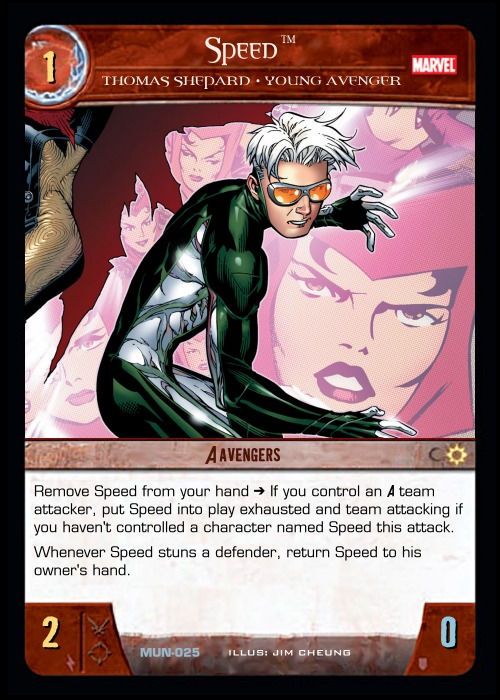 1
Speed™
Thomas Shepard • Young Avenger
MARVEL
A AVENGERS
Remove Speed from your hand ➔ If you control an A team
attacker, put Speed into play exhausted and team attacking if
you haven't controlled a character named Speed this attack.
Whenever Speed stuns a defender, return Speed to his
owner's hand.
2
MUN-025 ILLUS: JIM CHEUNG
0